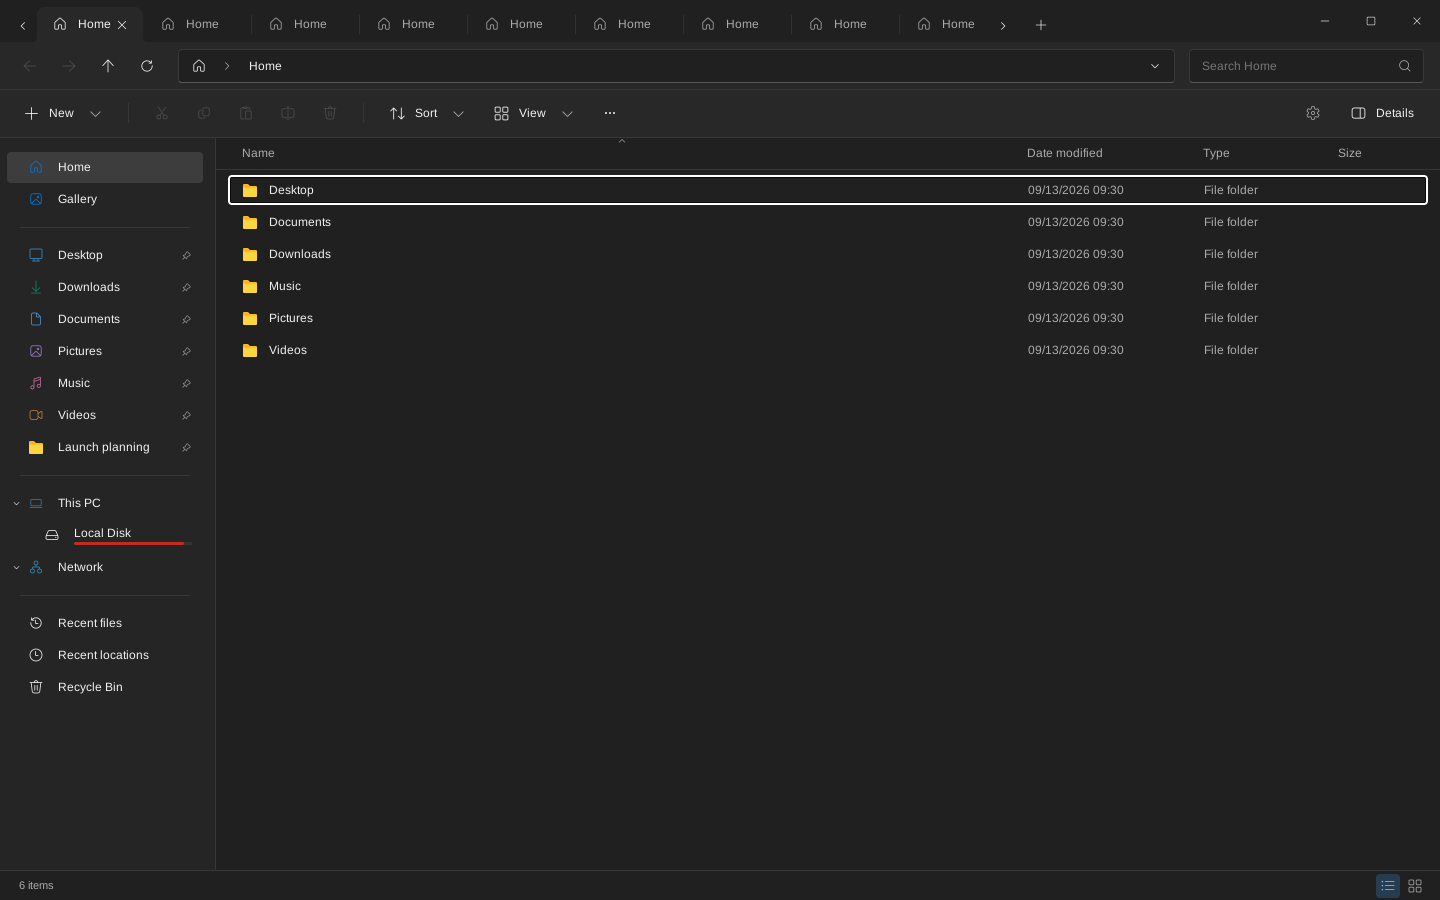 Home Home Home Home Home Home Home Home Home
Home Search Home
New Sort View Details
Name Date modified Type Size
Home
Gallery
Desktop
Downloads
Documents
Pictures
Music
Videos
Launch planning
This PC
Local Disk
Network
Recent files
Recent locations
Recycle Bin
Desktop 09/13/2026 09:30 File folder
Documents 09/13/2026 09:30 File folder
Downloads 09/13/2026 09:30 File folder
Music 09/13/2026 09:30 File folder
Pictures 09/13/2026 09:30 File folder
Videos 09/13/2026 09:30 File folder
6 items